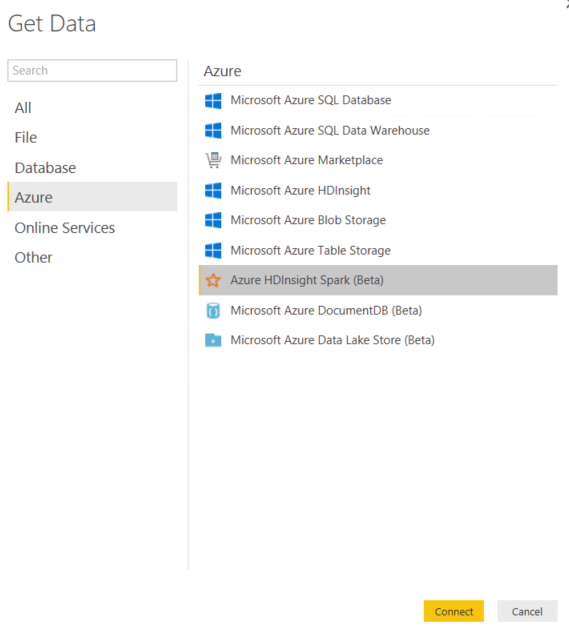 Get Data
Search
All
File
Database
Azure
Online Services
Other
Azure
Microsoft Azure SQL Database
Microsoft Azure SQL Data Warehouse
Microsoft Azure Marketplace
Microsoft Azure HDInsight
Microsoft Azure Blob Storage
Microsoft Azure Table Storage
Azure HDInsight Spark (Beta)
Microsoft Azure DocumentDB (Beta)
Microsoft Azure Data Lake Store (Beta)
Connect
Cancel